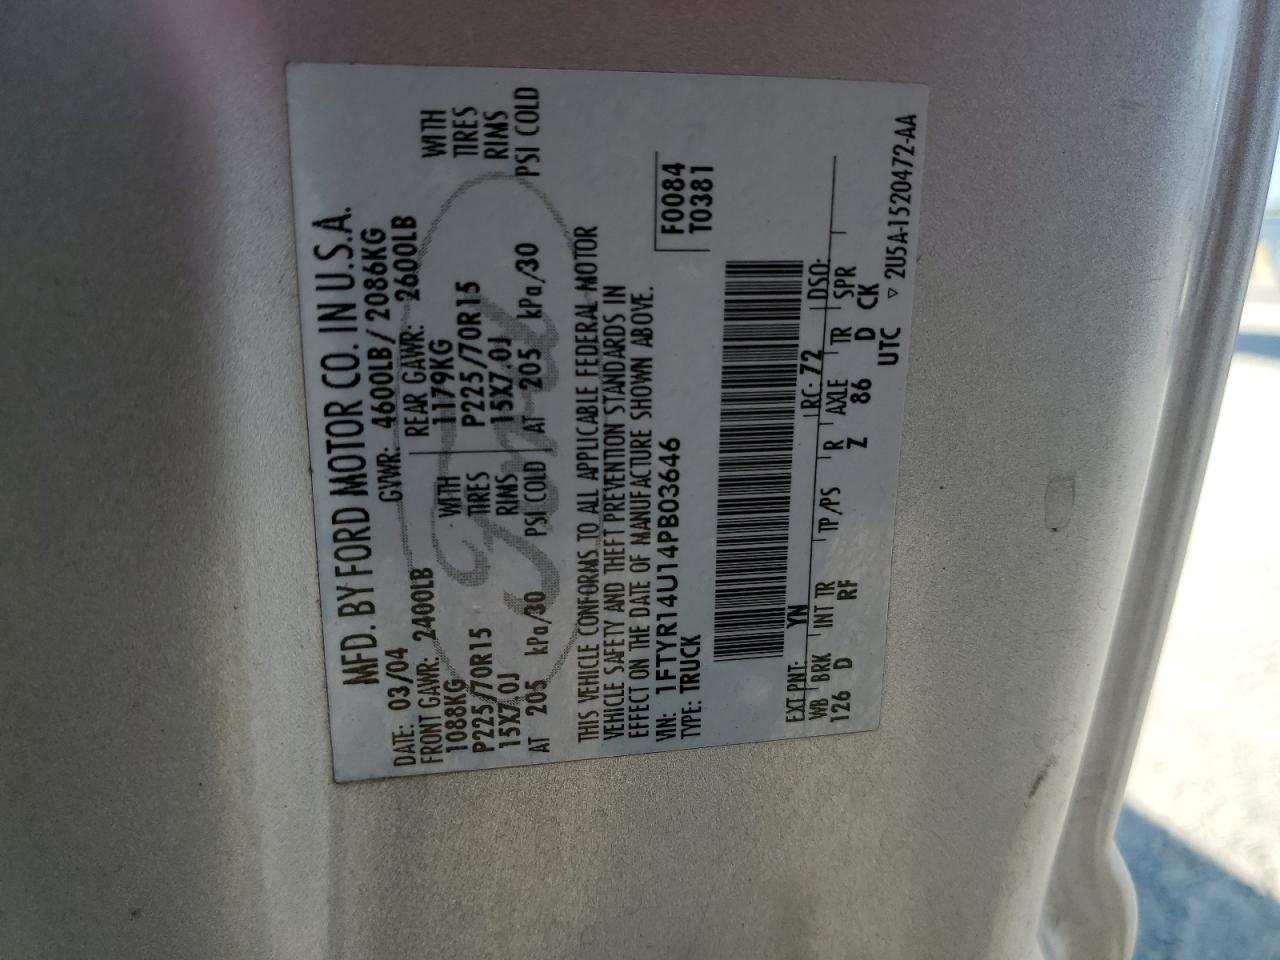 MFD. BY FORD MOTOR CO. IN U.S.A.
DATE: 03/04 GVWR: 4600LB/2086KG
FRONT GAWR: 2400LB REAR GAWR: 2600LB
1088KG WITH 1179KG WITH
P225/70R15 TIRES P225/70R15 TIRES
15X7.0J RIMS 15X7.0J RIMS
AT 205 kPa/30 PSI COLD AT 205 kPa/30 PSI COLD
Ford
THIS VEHICLE CONFORMS TO ALL APPLICABLE FEDERAL MOTOR
VEHICLE SAFETY AND THEFT PREVENTION STANDARDS IN
EFFECT ON THE DATE OF MANUFACTURE SHOWN ABOVE.
VIN: 1FTYR14U14PB03646 F0084
TYPE: TRUCK T0381
EXT PNT: YN RC: 72 DSO:
WB BRK INT TR TP/PS R AXLE TR SPR
126 D RF Z 86 D CK
UTC ▽ 2U5A-1520472-AA